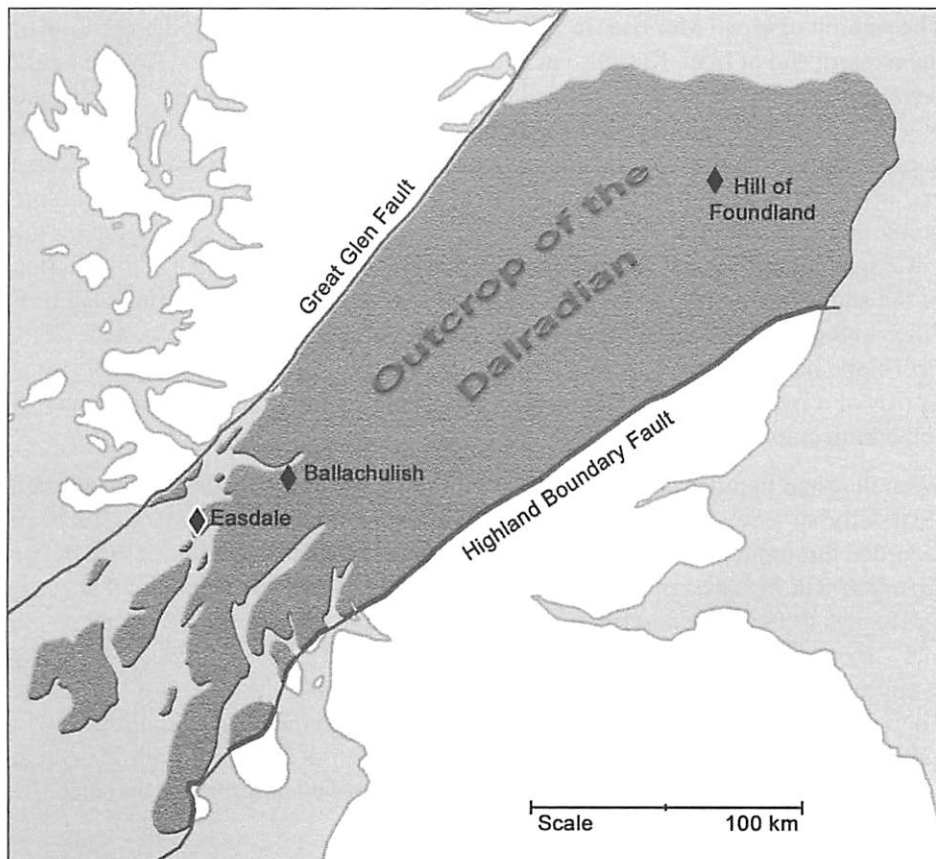 Great Glen Fault
Outcrop of the
Dalradian
Hill of
Foundland
Highland Boundary Fault
Ballachulish
Easdale
Scale 100 km